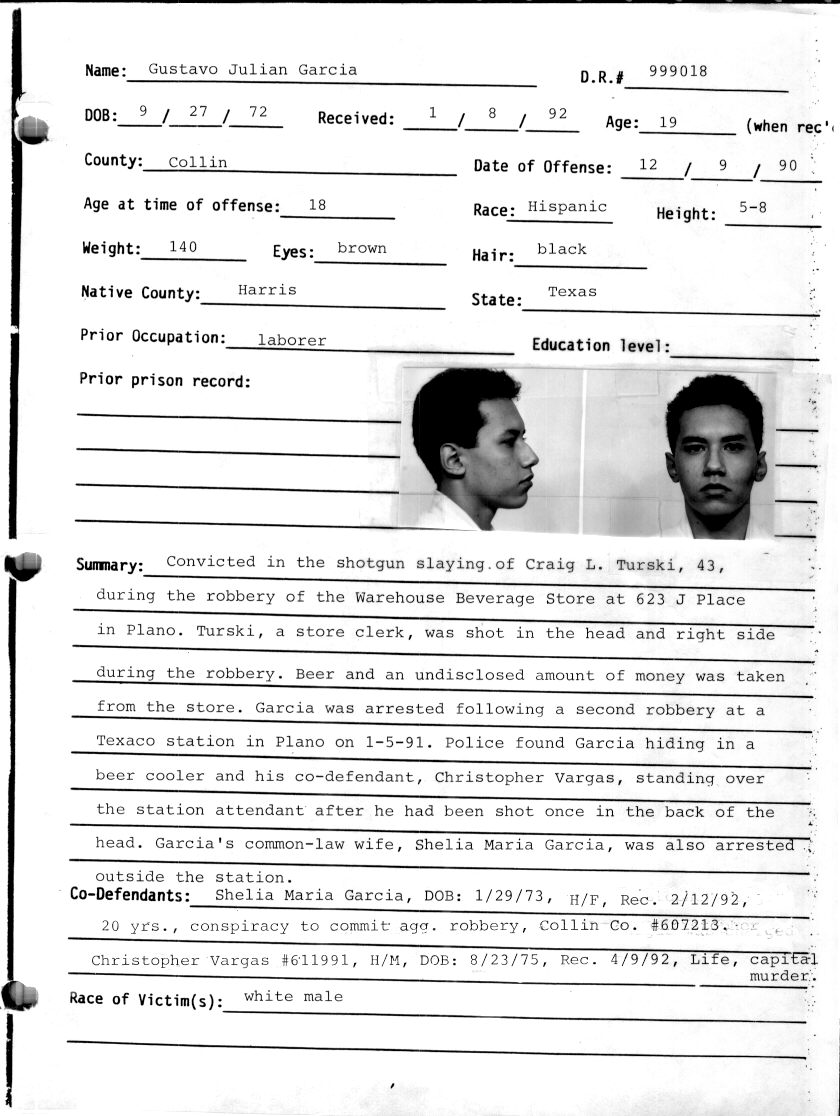 Name: Gustavo Julian Garcia D.R.# 999018
DOB: 9 / 27 / 72 Received: 1 / 8 / 92 Age: 19 (when rec'
County: Collin Date of Offense: 12 / 9 / 90
Age at time of offense: 18 Race: Hispanic Height: 5-8
Weight: 140 Eyes: brown Hair: black
Native County: Harris State: Texas
Prior Occupation: laborer Education level:
Prior prison record:
Summary: Convicted in the shotgun slaying of Craig L. Turski, 43,
during the robbery of the Warehouse Beverage Store at 623 J Place
in Plano. Turski, a store clerk, was shot in the head and right side
during the robbery. Beer and an undisclosed amount of money was taken
from the store. Garcia was arrested following a second robbery at a
Texaco station in Plano on 1-5-91. Police found Garcia hiding in a
beer cooler and his co-defendant, Christopher Vargas, standing over
the station attendant after he had been shot once in the back of the
head. Garcia's common-law wife, Shelia Maria Garcia, was also arrested
outside the station.
Co-Defendants: Shelia Maria Garcia, DOB: 1/29/73, H/F, Rec. 2/12/92,
20 yrs., conspiracy to commit agg. robbery, Collin Co. #607213.
Christopher Vargas #611991, H/M, DOB: 8/23/75, Rec. 4/9/92, Life, capital
murder.
Race of Victim(s): white male